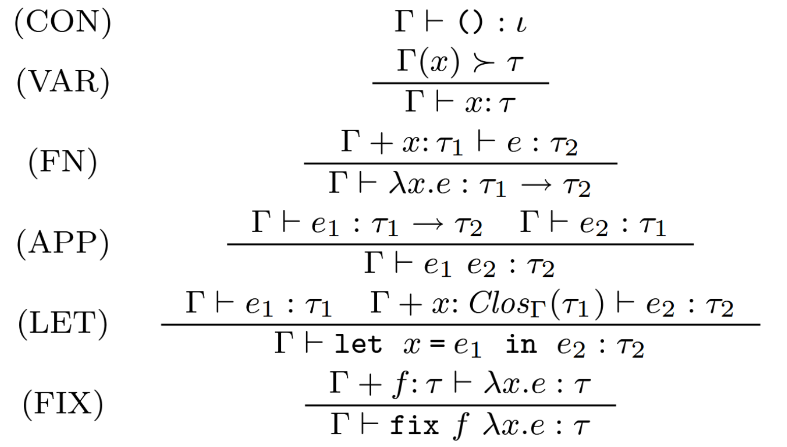 (CON) Γ ⊢ () : ι
(VAR) Γ(x) ≻ τ
Γ ⊢ x: τ
(FN) Γ + x: τ₁ ⊢ e : τ₂
Γ ⊢ λx.e : τ₁ → τ₂
(APP) Γ ⊢ e₁ : τ₁ → τ₂ Γ ⊢ e₂ : τ₁
Γ ⊢ e₁ e₂ : τ₂
(LET) Γ ⊢ e₁ : τ₁ Γ + x: Clos_Γ(τ₁) ⊢ e₂ : τ₂
Γ ⊢ let x = e₁ in e₂ : τ₂
(FIX) Γ + f: τ ⊢ λx.e : τ
Γ ⊢ fix f λx.e : τ